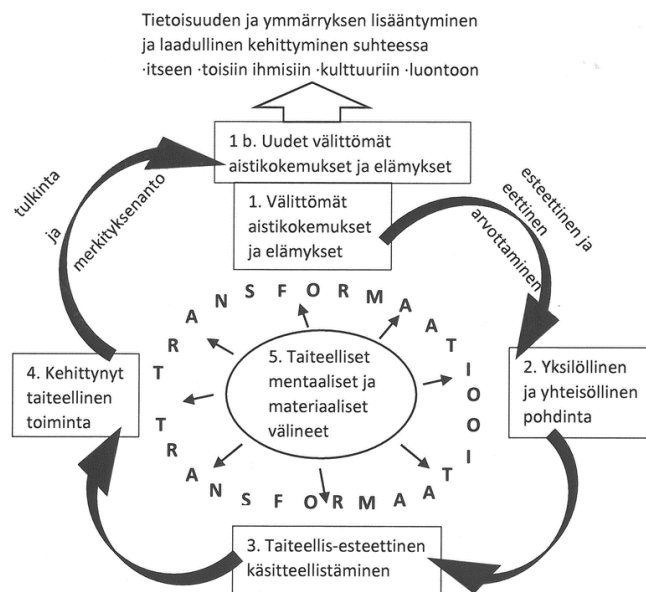 Tietoisuuden ja ymmärryksen lisääntyminen
ja laadullinen kehittyminen suhteessa
·itseen ·toisiin ihmisiin ·kulttuuriin ·luontoon
1 b. Uudet välittömät
aistikokemukset ja elämykset
1. Välittömät
aistikokemukset
ja elämykset
tulkinta
ja
merkityksenanto
esteettinen ja
eettinen
arvottaminen
TRANSFORMAATIO
5. Taiteelliset
mentaaliset ja
materiaaliset
välineet
4. Kehittynyt
taiteellinen
toiminta
2. Yksilöllinen
ja yhteisöllinen
pohdinta
TRANSFORMAATIO
3. Taiteellis-esteettinen
käsitteellistäminen